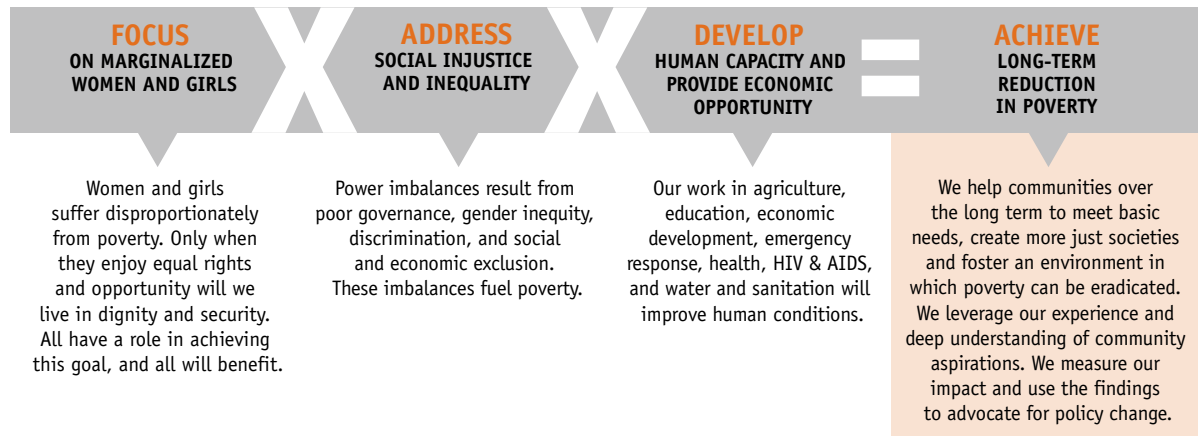 FOCUS
ON MARGINALIZED
WOMEN AND GIRLS
Women and girls
suffer disproportionately
from poverty. Only when
they enjoy equal rights
and opportunity will we
live in dignity and security.
All have a role in achieving
this goal, and all will benefit.
ADDRESS
SOCIAL INJUSTICE
AND INEQUALITY
Power imbalances result from
poor governance, gender inequity,
discrimination, and social
and economic exclusion.
These imbalances fuel poverty.
DEVELOP
HUMAN CAPACITY AND
PROVIDE ECONOMIC
OPPORTUNITY
Our work in agriculture,
education, economic
development, emergency
response, health, HIV & AIDS,
and water and sanitation will
improve human conditions.
ACHIEVE
LONG-TERM
REDUCTION
IN POVERTY
We help communities over
the long term to meet basic
needs, create more just societies
and foster an environment in
which poverty can be eradicated.
We leverage our experience and
deep understanding of community
aspirations. We measure our
impact and use the findings
to advocate for policy change.